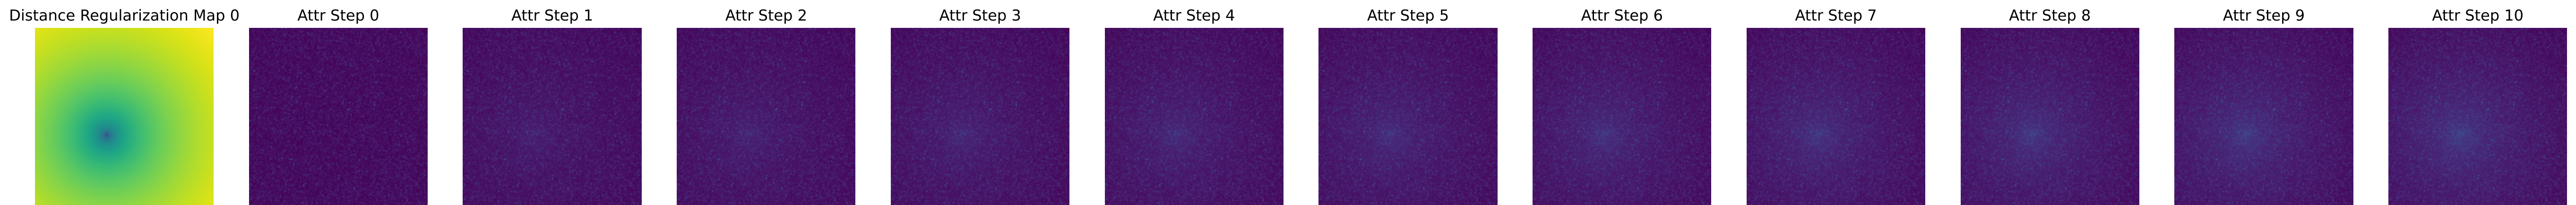 Distance Regularization Map 0
Attr Step 0
Attr Step 1
Attr Step 2
Attr Step 3
Attr Step 4
Attr Step 5
Attr Step 6
Attr Step 7
Attr Step 8
Attr Step 9
Attr Step 10